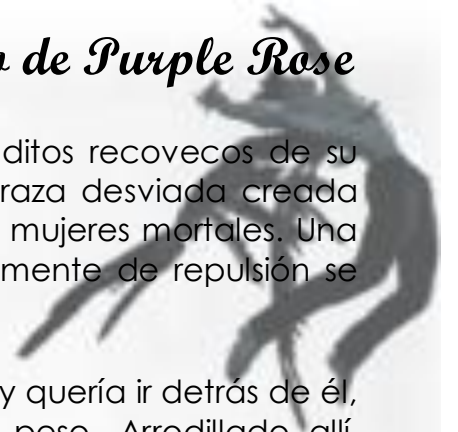 de Purple Rose
ditos recovecos de su
raza desviada creada
mujeres mortales. Una
mente de repulsión se
y quería ir detrás de él,
peso. Arrodillado allí